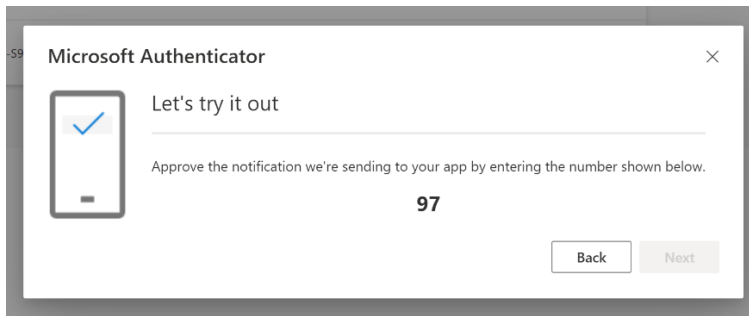 -S9
Microsoft Authenticator
Let's try it out
Approve the notification we're sending to your app by entering the number shown below.
97
Back
Next